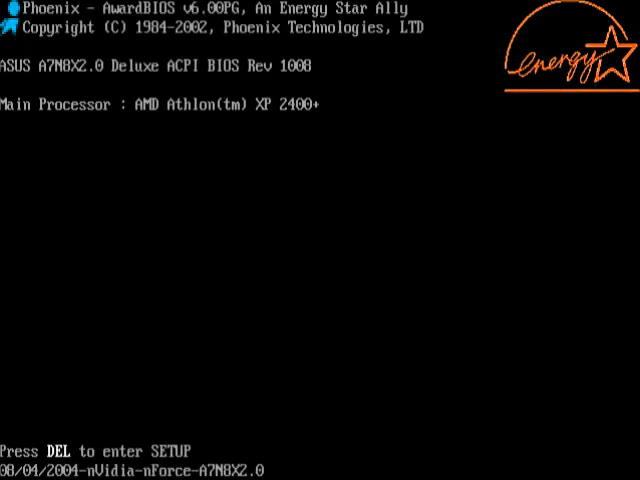 Phoenix - AwardBIOS v6.00PG, An Energy Star Ally
Copyright (C) 1984-2002, Phoenix Technologies, LTD
energy
ASUS A7N8X2.0 Deluxe ACPI BIOS Rev 1008
Main Processor : AMD Athlon(tm) XP 2400+
Press DEL to enter SETUP
08/04/2004-nVidia-nForce-A7N8X2.0